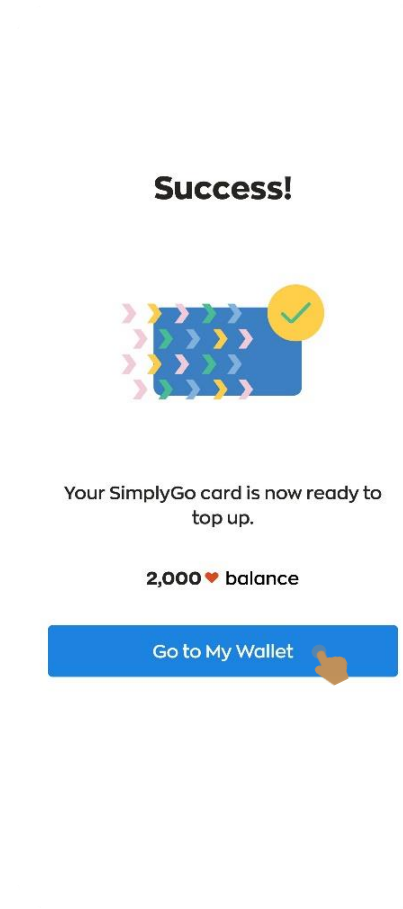 Success!
Your SimplyGo card is now ready to
top up.
2,000❤ balance
Go to My Wallet